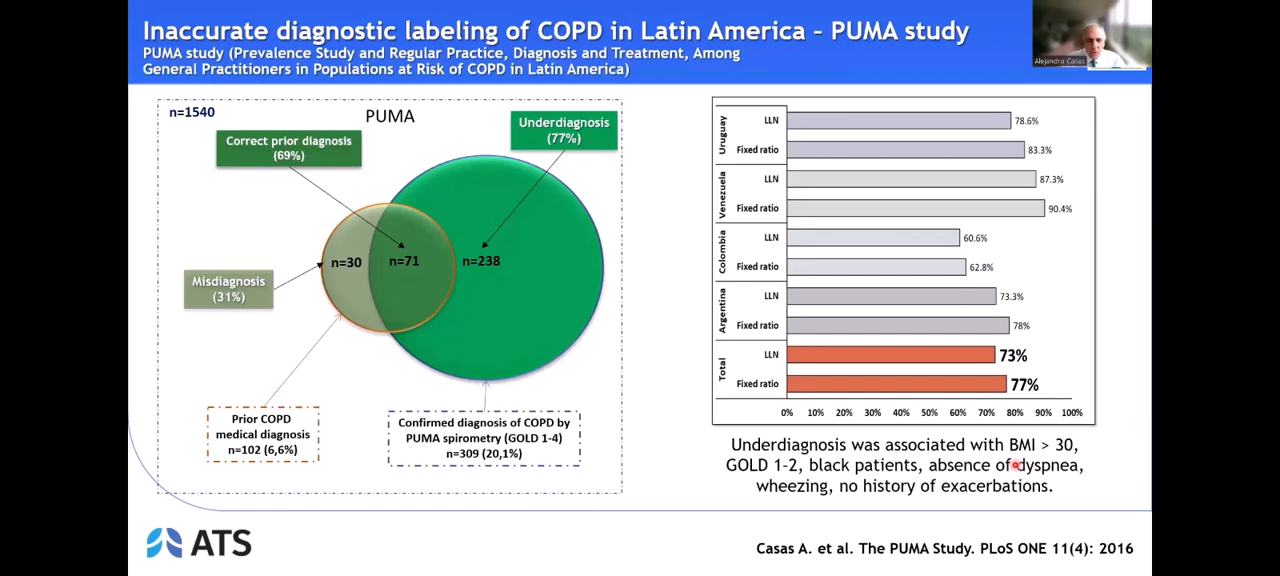 Inaccurate diagnostic labeling of COPD in Latin America – PUMA study
PUMA study (Prevalence Study and Regular Practice, Diagnosis and Treatment, Among
General Practitioners in Populations at Risk of COPD in Latin America)
Alejandro Casas
n=1540
PUMA
Correct prior diagnosis
(69%)
Underdiagnosis
(77%)
n=30
n=71
n=238
Misdiagnosis
(31%)
Prior COPD
medical diagnosis
n=102 (6,6%)
Confirmed diagnosis of COPD by
PUMA spirometry (GOLD 1-4)
n=309 (20,1%)
Uruguay
LLN 78.6%
Fixed ratio 83.3%
Venezuela
LLN 87.3%
Fixed ratio 90.4%
Colombia
LLN 60.6%
Fixed ratio 62.8%
Argentina
LLN 73.3%
Fixed ratio 78%
Total
LLN 73%
Fixed ratio 77%
0% 10% 20% 30% 40% 50% 60% 70% 80% 90% 100%
Underdiagnosis was associated with BMI > 30,
GOLD 1-2, black patients, absence of dyspnea,
wheezing, no history of exacerbations.
ATS
Casas A. et al. The PUMA Study. PLoS ONE 11(4): 2016